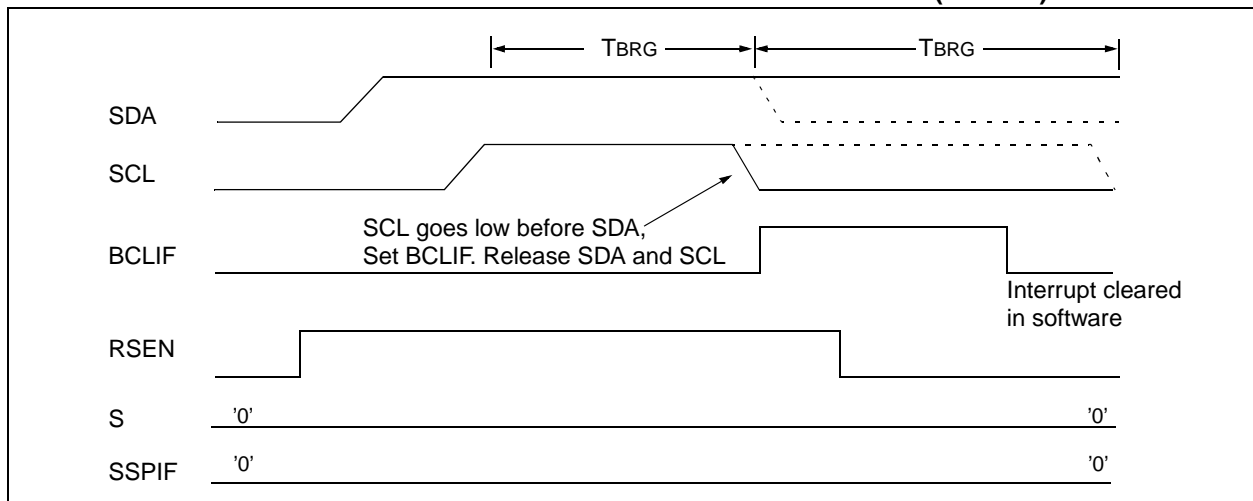 TBRG TBRG
SDA
SCL
SCL goes low before SDA,
Set BCLIF. Release SDA and SCL
BCLIF
Interrupt cleared
in software
RSEN
S '0' '0'
SSPIF '0' '0'